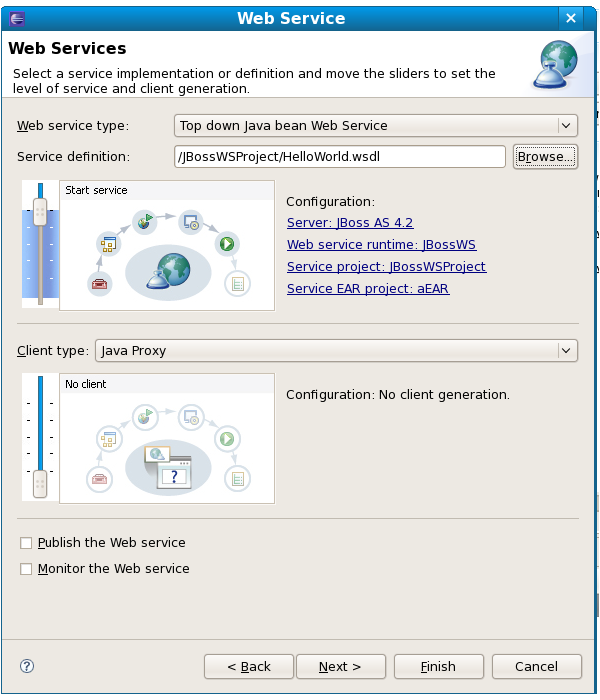 Web Service
Web Services
Select a service implementation or definition and move the sliders to set the
level of service and client generation.
Web service type: Top down Java bean Web Service
Service definition: /JBossWSProject/HelloWorld.wsdl Browse...
Start service
Configuration:
Server: JBoss AS 4.2
Web service runtime: JBossWS
Service project: JBossWSProject
Service EAR project: aEAR
Client type: Java Proxy
No client
Configuration: No client generation.
?
Publish the Web service
Monitor the Web service
? < Back Next > Finish Cancel